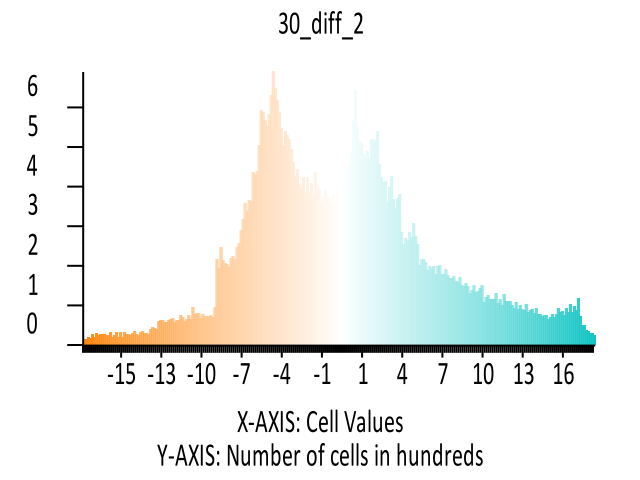 30_diff_2
6
5
4
3
2
1
0
-15 -13 -10 -7 -4 -1 1 4 7 10 13 16
X-AXIS: Cell Values
Y-AXIS: Number of cells in hundreds